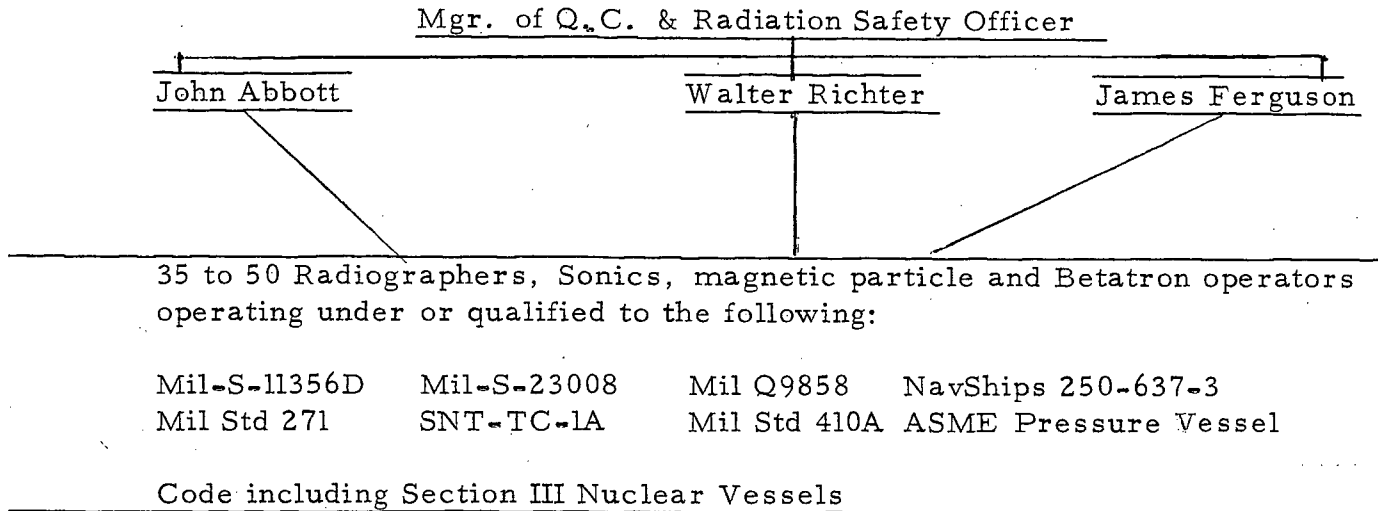 Mgr. of Q.C. & Radiation Safety Officer
John Abbott Walter Richter James Ferguson
35 to 50 Radiographers, Sonics, magnetic particle and Betatron operators
operating under or qualified to the following:
Mil-S-11356D Mil-S-23008 Mil Q9858 NavShips 250-637-3
Mil Std 271 SNT-TC-1A Mil Std 410A ASME Pressure Vessel
Code including Section III Nuclear Vessels